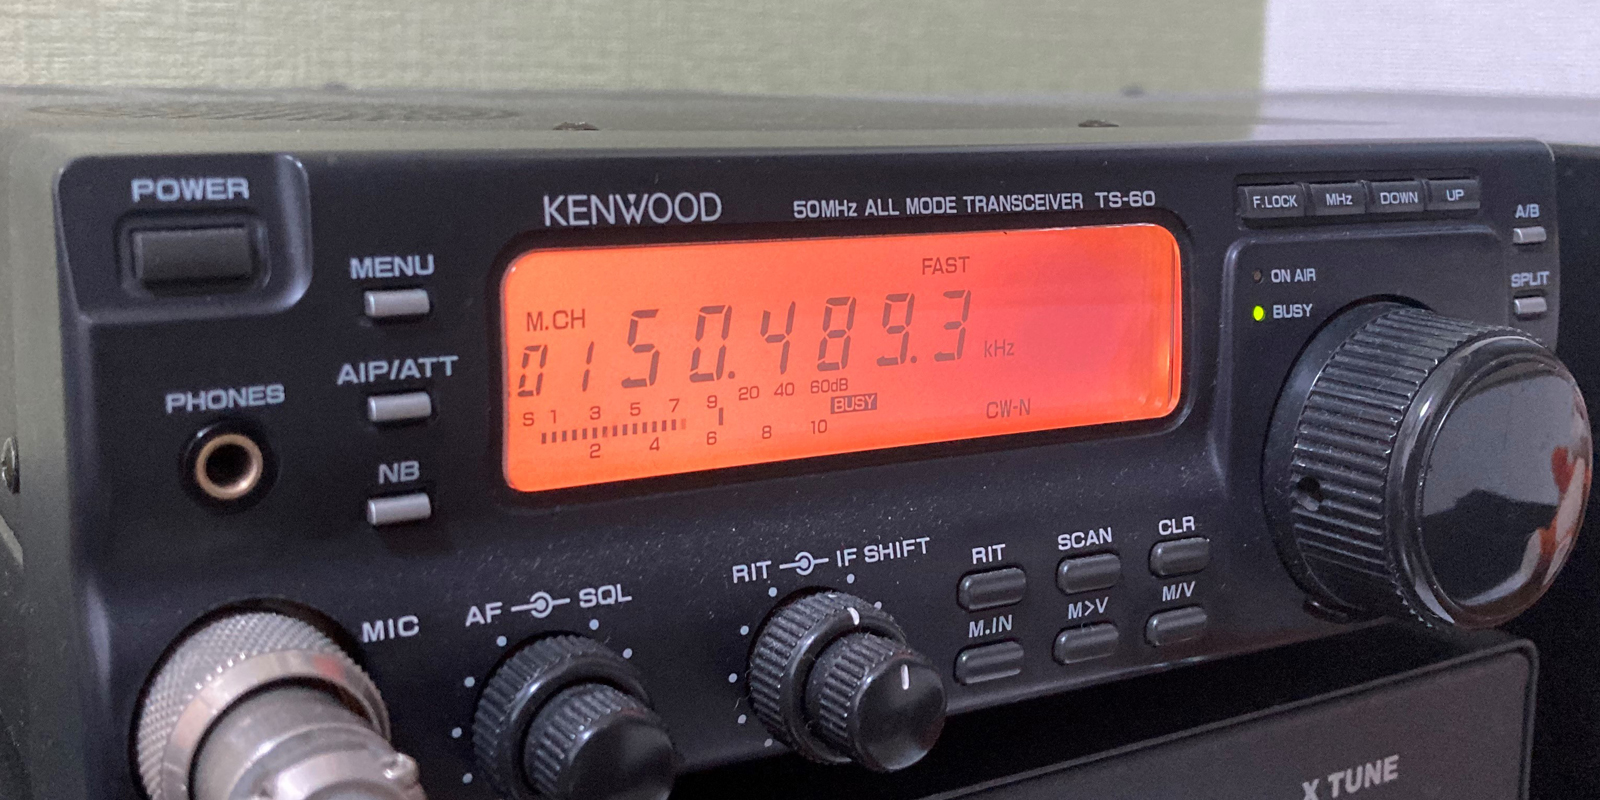 POWER
KENWOOD
50MHz ALL MODE TRANSCEIVER TS-60
F.LOCK MHz DOWN UP
A/B
MENU
FAST
ON AIR
SPLIT
M.CH
01 50.489.3 kHz
BUSY
AIP/ATT
PHONES
S 1 3 5 7 9 20 40 60dB
BUSY
CW-N
2 4 6 8 10
NB
RIT IF SHIFT
RIT
SCAN
CLR
AF SQL
MIC
M.IN
M>V
M/V
X TUNE